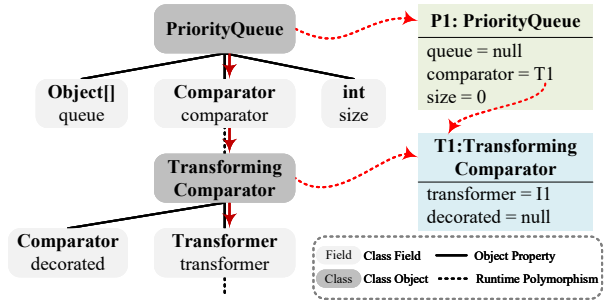 PriorityQueue
Object[]
queue
Comparator
comparator
int
size
Transforming
Comparator
Comparator
decorated
Transformer
transformer
P1: PriorityQueue
queue = null
comparator = T1
size = 0
T1:Transforming
Comparator
transformer = I1
decorated = null
Field Class Field Object Property
Class Class Object Runtime Polymorphism